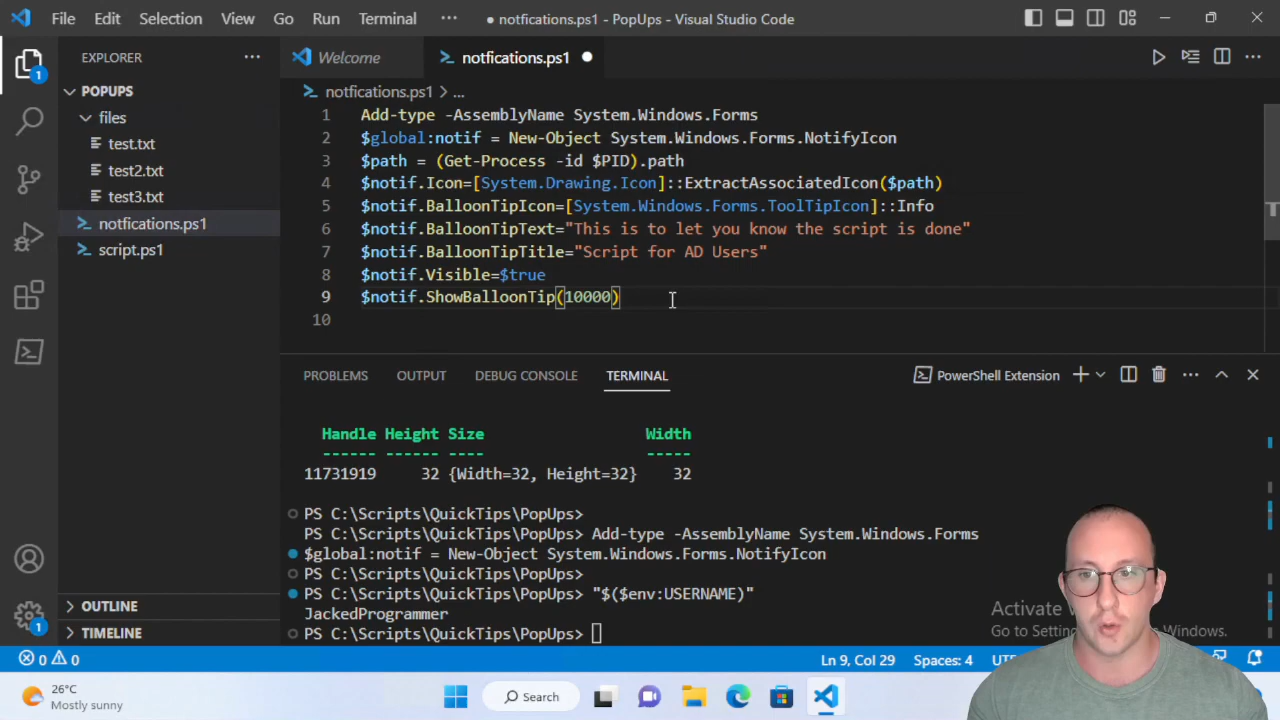 File Edit Selection View Go Run Terminal ··· ● notfications.ps1 - PopUps - Visual Studio Code
EXPLORER ···
Welcome
notfications.ps1 ●
POPUPS
files
test.txt
test2.txt
test3.txt
notfications.ps1
script.ps1
OUTLINE
TIMELINE
1
1
notfications.ps1 > ...
1 Add-type -AssemblyName System.Windows.Forms
2 $global:notif = New-Object System.Windows.Forms.NotifyIcon
3 $path = (Get-Process -id $PID).path
4 $notif.Icon=[System.Drawing.Icon]::ExtractAssociatedIcon($path)
5 $notif.BalloonTipIcon=[System.Windows.Forms.ToolTipIcon]::Info
6 $notif.BalloonTipText="This is to let you know the script is done"
7 $notif.BalloonTipTitle="Script for AD Users"
8 $notif.Visible=$true
9 $notif.ShowBalloonTip(10000)
10
PROBLEMS OUTPUT DEBUG CONSOLE TERMINAL PowerShell Extension
Handle Height Size Width
------ ------ ---- -----
11731919 32 {Width=32, Height=32} 32
PS C:\Scripts\QuickTips\PopUps>
PS C:\Scripts\QuickTips\PopUps> Add-type -AssemblyName System.Windows.Forms
$global:notif = New-Object System.Windows.Forms.NotifyIcon
PS C:\Scripts\QuickTips\PopUps>
PS C:\Scripts\QuickTips\PopUps> "$($env:USERNAME)"
JackedProgrammer
PS C:\Scripts\QuickTips\PopUps>
Activate
Go to Setting Windows.
0 0 Ln 9, Col 29 Spaces: 4
26°C
Mostly sunny
Search